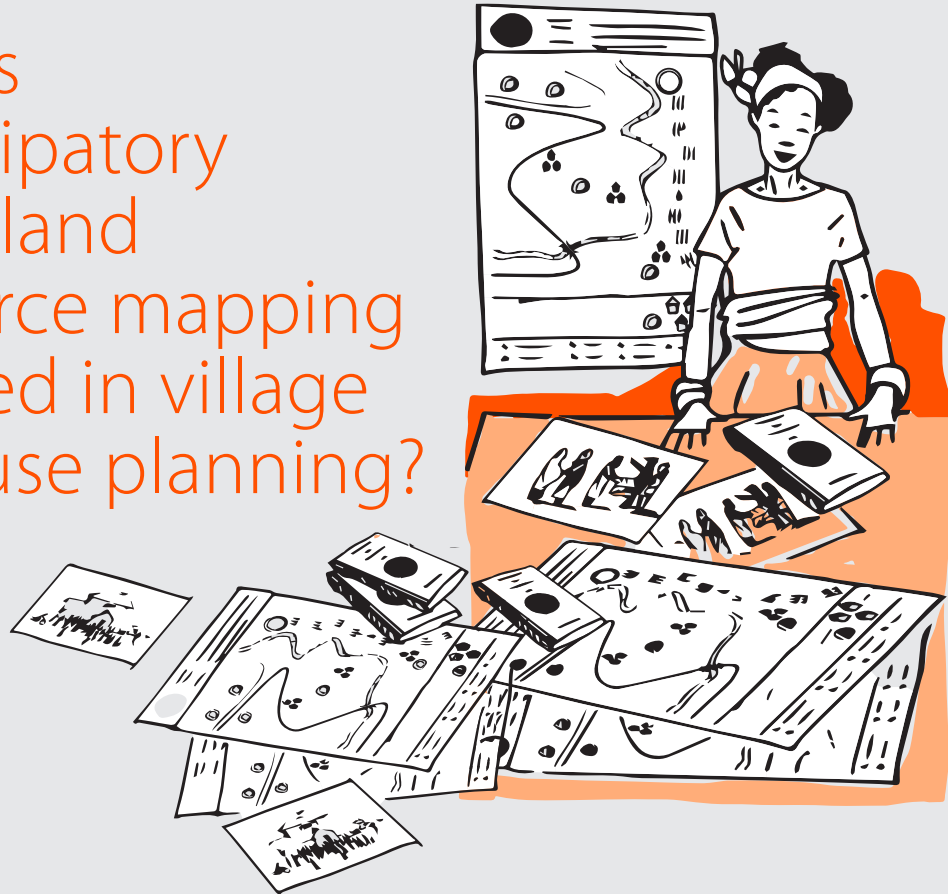 s
ipatory
land
rce mapping
ed in village
use planning?